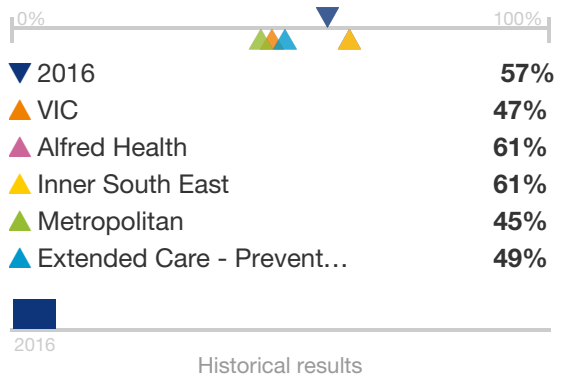 0% 100%
2016 57%
VIC 47%
Alfred Health 61%
Inner South East 61%
Metropolitan 45%
Extended Care - Prevent… 49%
2016
Historical results